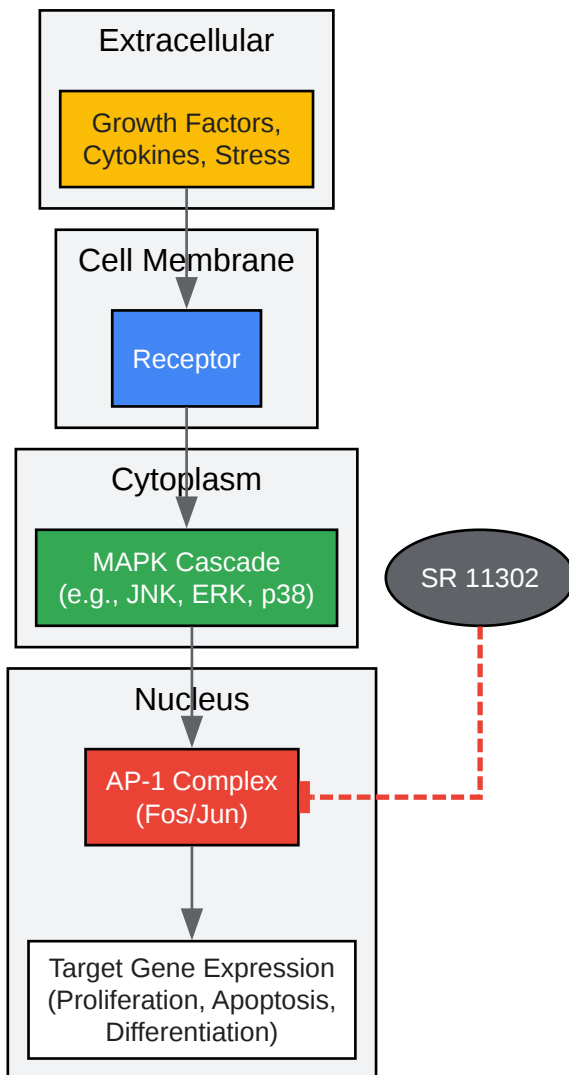 Extracellular
Growth Factors,
Cytokines, Stress
Cell Membrane
Receptor
Cytoplasm
MAPK Cascade
(e.g., JNK, ERK, p38)
SR 11302
Nucleus
AP-1 Complex
(Fos/Jun)
Target Gene Expression
(Proliferation, Apoptosis,
Differentiation)